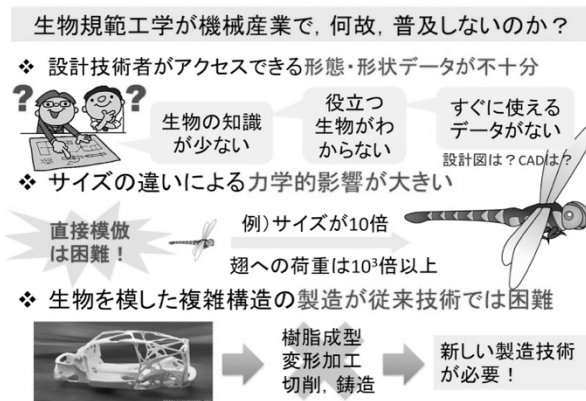 生物規範工学が機械産業で，何故，普及しないのか？
❖ 設計技術者がアクセスできる形態・形状データが不十分
? ?
生物の知識
が少ない
役立つ
生物がわ
からない
すぐに使える
データがない
設計図は？CADは？
❖ サイズの違いによる力学的影響が大きい
直接模倣
は困難！
例）サイズが10倍
翅への荷重は10³倍以上
❖ 生物を模した複雑構造の製造が従来技術では困難
樹脂成型
変形加工
切削，鋳造
新しい製造技術
が必要！